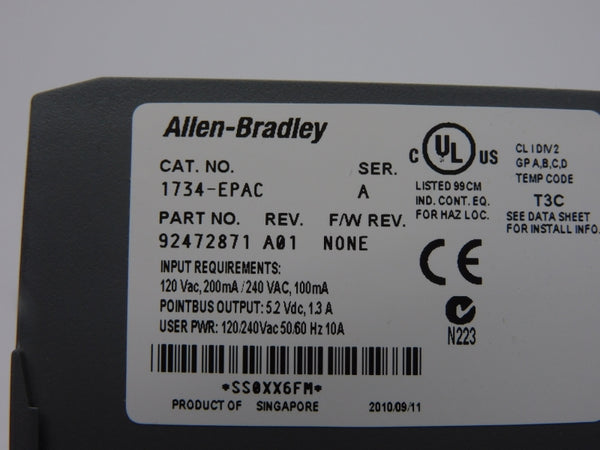 Allen-Bradley
CAT. NO. SER.
1734-EPAC A
PART NO. REV. F/W REV.
92472871 A01 NONE
INPUT REQUIREMENTS:
120 Vac, 200mA / 240 VAC, 100mA
POINTBUS OUTPUT: 5.2 Vdc, 1.3 A
USER PWR: 120/240Vac 50.60 Hz 10A
*SS0XX6FM*
PRODUCT OF SINGAPORE 2010/09/11
C UL US
LISTED 99CM
IND. CONT. EQ.
FOR HAZ LOC.
CL I DIV 2
GP A,B,C,D
TEMP CODE
T3C
SEE DATA SHEET
FOR INSTALL INFO.
CE
N223